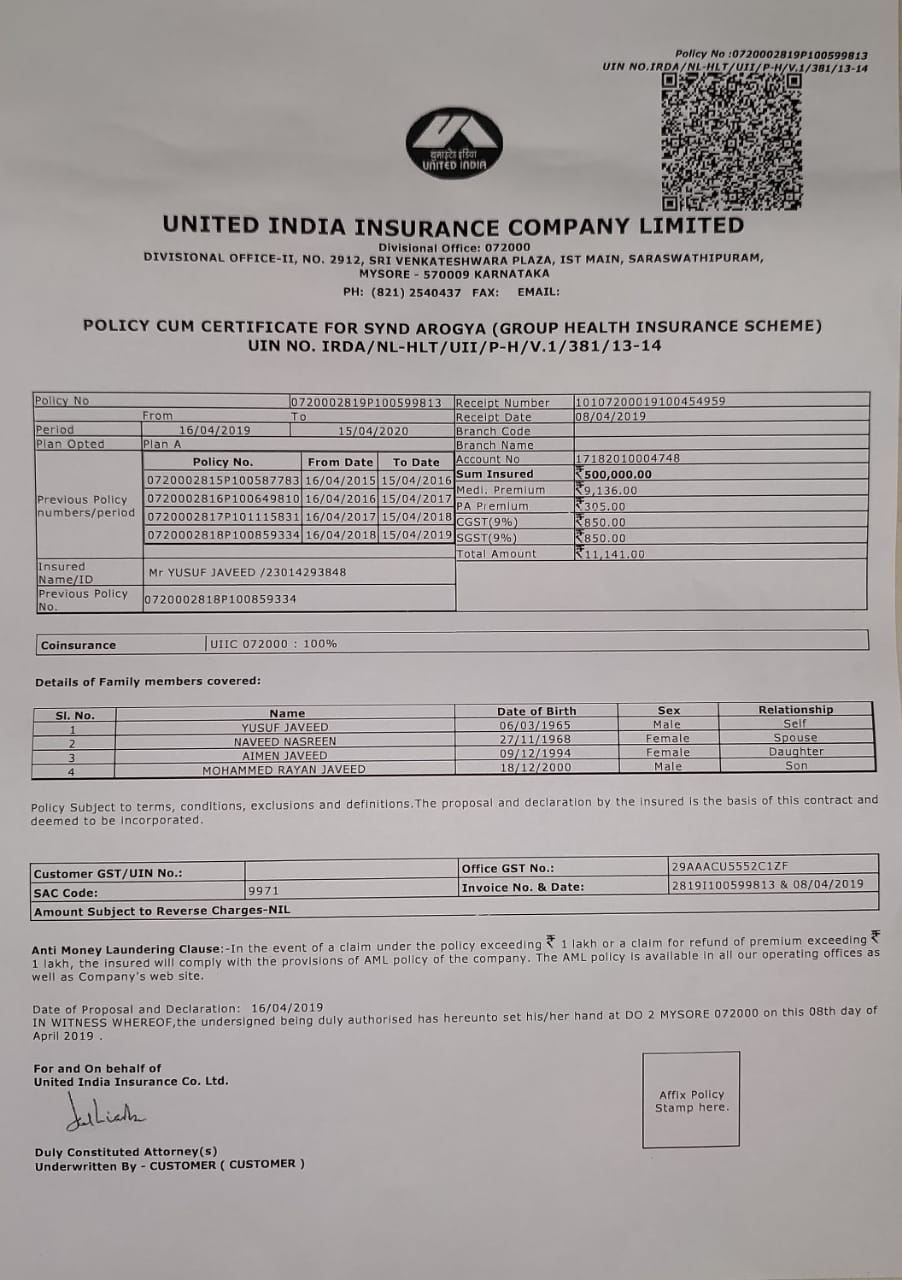 Policy No :0720002819P100599813
UIN NO.IRDA/NL-HLT/UII/P-H/V.1/381/13-14
यूनाइटेड इंडिया
UNITED INDIA
UNITED INDIA INSURANCE COMPANY LIMITED
Divisional Office: 072000
DIVISIONAL OFFICE-II, NO. 2912, SRI VENKATESHWARA PLAZA, IST MAIN, SARASWATHIPURAM,
MYSORE - 570009 KARNATAKA
PH: (821) 2540437 FAX: EMAIL:
POLICY CUM CERTIFICATE FOR SYND AROGYA (GROUP HEALTH INSURANCE SCHEME)
UIN NO. IRDA/NL-HLT/UII/P-H/V.1/381/13-14
Policy No 0720002819P100599813 Receipt Number 10107200019100454959
From To Receipt Date 08/04/2019
Period 16/04/2019 15/04/2020 Branch Code
Plan Opted Plan A Branch Name
Policy No. From Date To Date Account No 17182010004748
0720002815P100587783 16/04/2015 15/04/2016 Sum Insured ₹500,000.00
Previous Policy numbers/period 0720002816P100649810 16/04/2016 15/04/2017 Medi. Premium ₹9,136.00
PA Premium ₹305.00
0720002817P101115831 16/04/2017 15/04/2018 CGST(9%) ₹850.00
0720002818P100859334 16/04/2018 15/04/2019 SGST(9%) ₹850.00
Total Amount ₹11,141.00
Insured Name/ID Mr YUSUF JAVEED /23014293848
Previous Policy No. 0720002818P100859334
Coinsurance UIIC 072000 : 100%
Details of Family members covered:
Sl. No. Name Date of Birth Sex Relationship
1 YUSUF JAVEED 06/03/1965 Male Self
2 NAVEED NASREEN 27/11/1968 Female Spouse
3 AIMEN JAVEED 09/12/1994 Female Daughter
4 MOHAMMED RAYAN JAVEED 18/12/2000 Male Son
Policy Subject to terms, conditions, exclusions and definitions.The proposal and declaration by the insured is the basis of this contract and
deemed to be incorporated.
Customer GST/UIN No.: Office GST No.: 29AAACU5552C1ZF
SAC Code: 9971 Invoice No. & Date: 2819I100599813 & 08/04/2019
Amount Subject to Reverse Charges-NIL
Anti Money Laundering Clause:-In the event of a claim under the policy exceeding ₹ 1 lakh or a claim for refund of premium exceeding ₹
1 lakh, the insured will comply with the provisions of AML policy of the company. The AML policy is available in all our operating offices as
well as Company's web site.
Date of Proposal and Declaration: 16/04/2019
IN WITNESS WHEREOF,the undersigned being duly authorised has hereunto set his/her hand at DO 2 MYSORE 072000 on this 08th day of
April 2019 .
For and On behalf of
United India Insurance Co. Ltd.
Affix Policy
Stamp here.
Duly Constituted Attorney(s)
Underwritten By - CUSTOMER ( CUSTOMER )